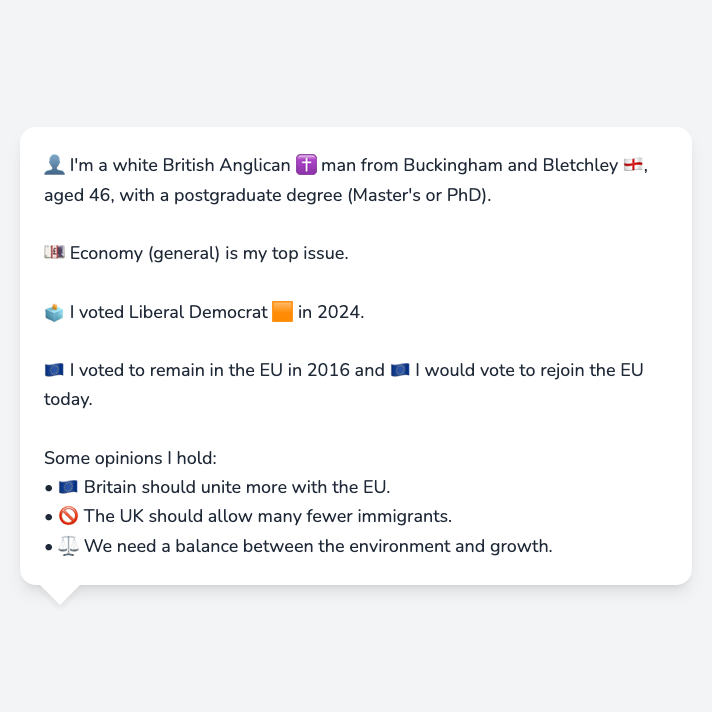 👤 I'm a white British Anglican ✝️ man from Buckingham and Bletchley 🏴󠁧󠁢󠁥󠁮󠁧󠁿,
aged 46, with a postgraduate degree (Master's or PhD).
💷 Economy (general) is my top issue.
🗳️ I voted Liberal Democrat 🟧 in 2024.
🇪🇺 I voted to remain in the EU in 2016 and 🇪🇺 I would vote to rejoin the EU
today.
Some opinions I hold:
• 🇪🇺 Britain should unite more with the EU.
• 🚫 The UK should allow many fewer immigrants.
• ⚖️ We need a balance between the environment and growth.